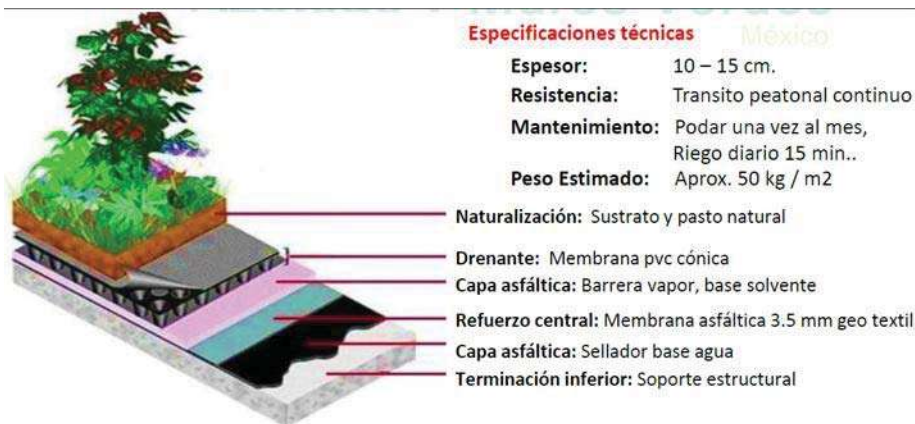 Especificaciones técnicas
México
Espesor: 10 – 15 cm.
Resistencia: Transito peatonal continuo
Mantenimiento: Podar una vez al mes,
Riego diario 15 min..
Peso Estimado: Aprox. 50 kg / m2
Naturalización: Sustrato y pasto natural
Drenante: Membrana pvc cónica
Capa asfáltica: Barrera vapor, base solvente
Refuerzo central: Membrana asfáltica 3.5 mm geo textil
Capa asfáltica: Sellador base agua
Terminación inferior: Soporte estructural